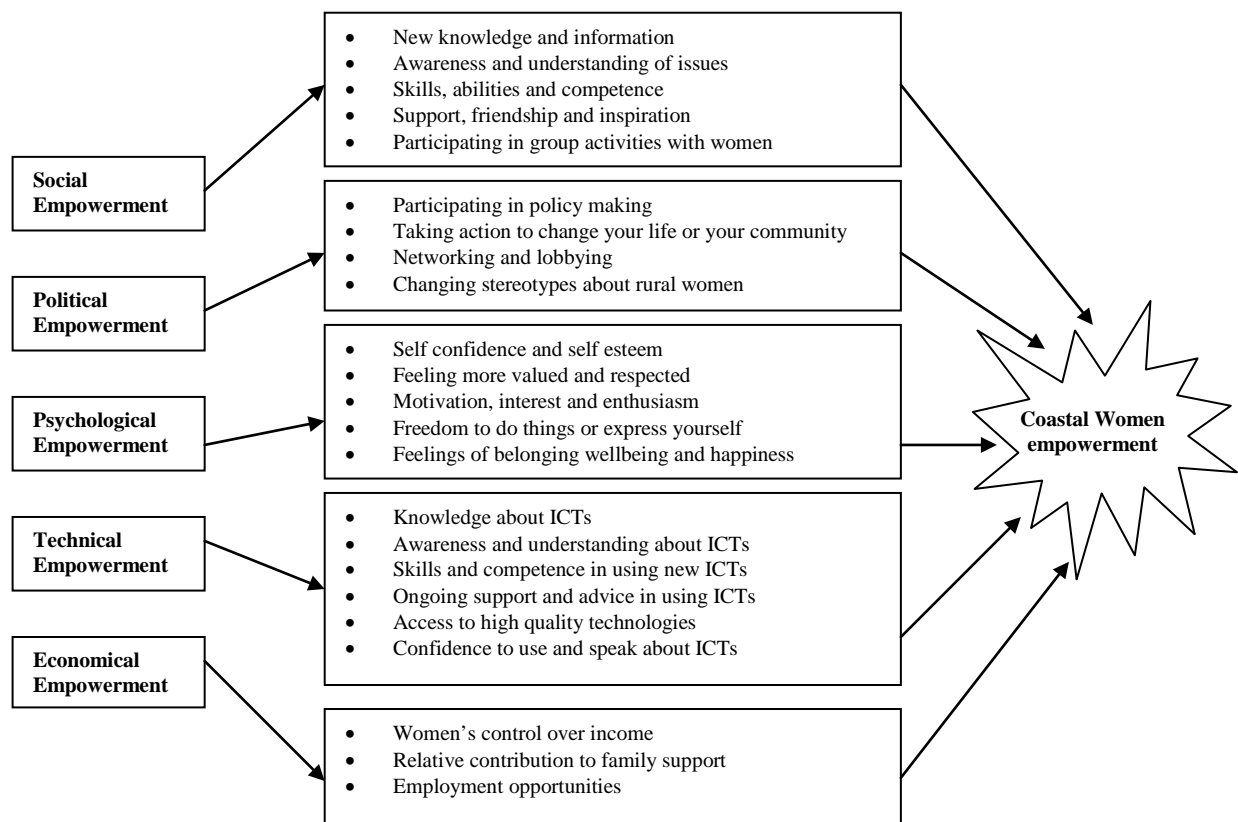 Social
Empowerment
• New knowledge and information
• Awareness and understanding of issues
• Skills, abilities and competence
• Support, friendship and inspiration
• Participating in group activities with women
Political
Empowerment
• Participating in policy making
• Taking action to change your life or your community
• Networking and lobbying
• Changing stereotypes about rural women
Psychological
Empowerment
• Self confidence and self esteem
• Feeling more valued and respected
• Motivation, interest and enthusiasm
• Freedom to do things or express yourself
• Feelings of belonging wellbeing and happiness
Technical
Empowerment
• Knowledge about ICTs
• Awareness and understanding about ICTs
• Skills and competence in using new ICTs
• Ongoing support and advice in using ICTs
• Access to high quality technologies
• Confidence to use and speak about ICTs
Economical
Empowerment
• Women’s control over income
• Relative contribution to family support
• Employment opportunities
Coastal Women
empowerment